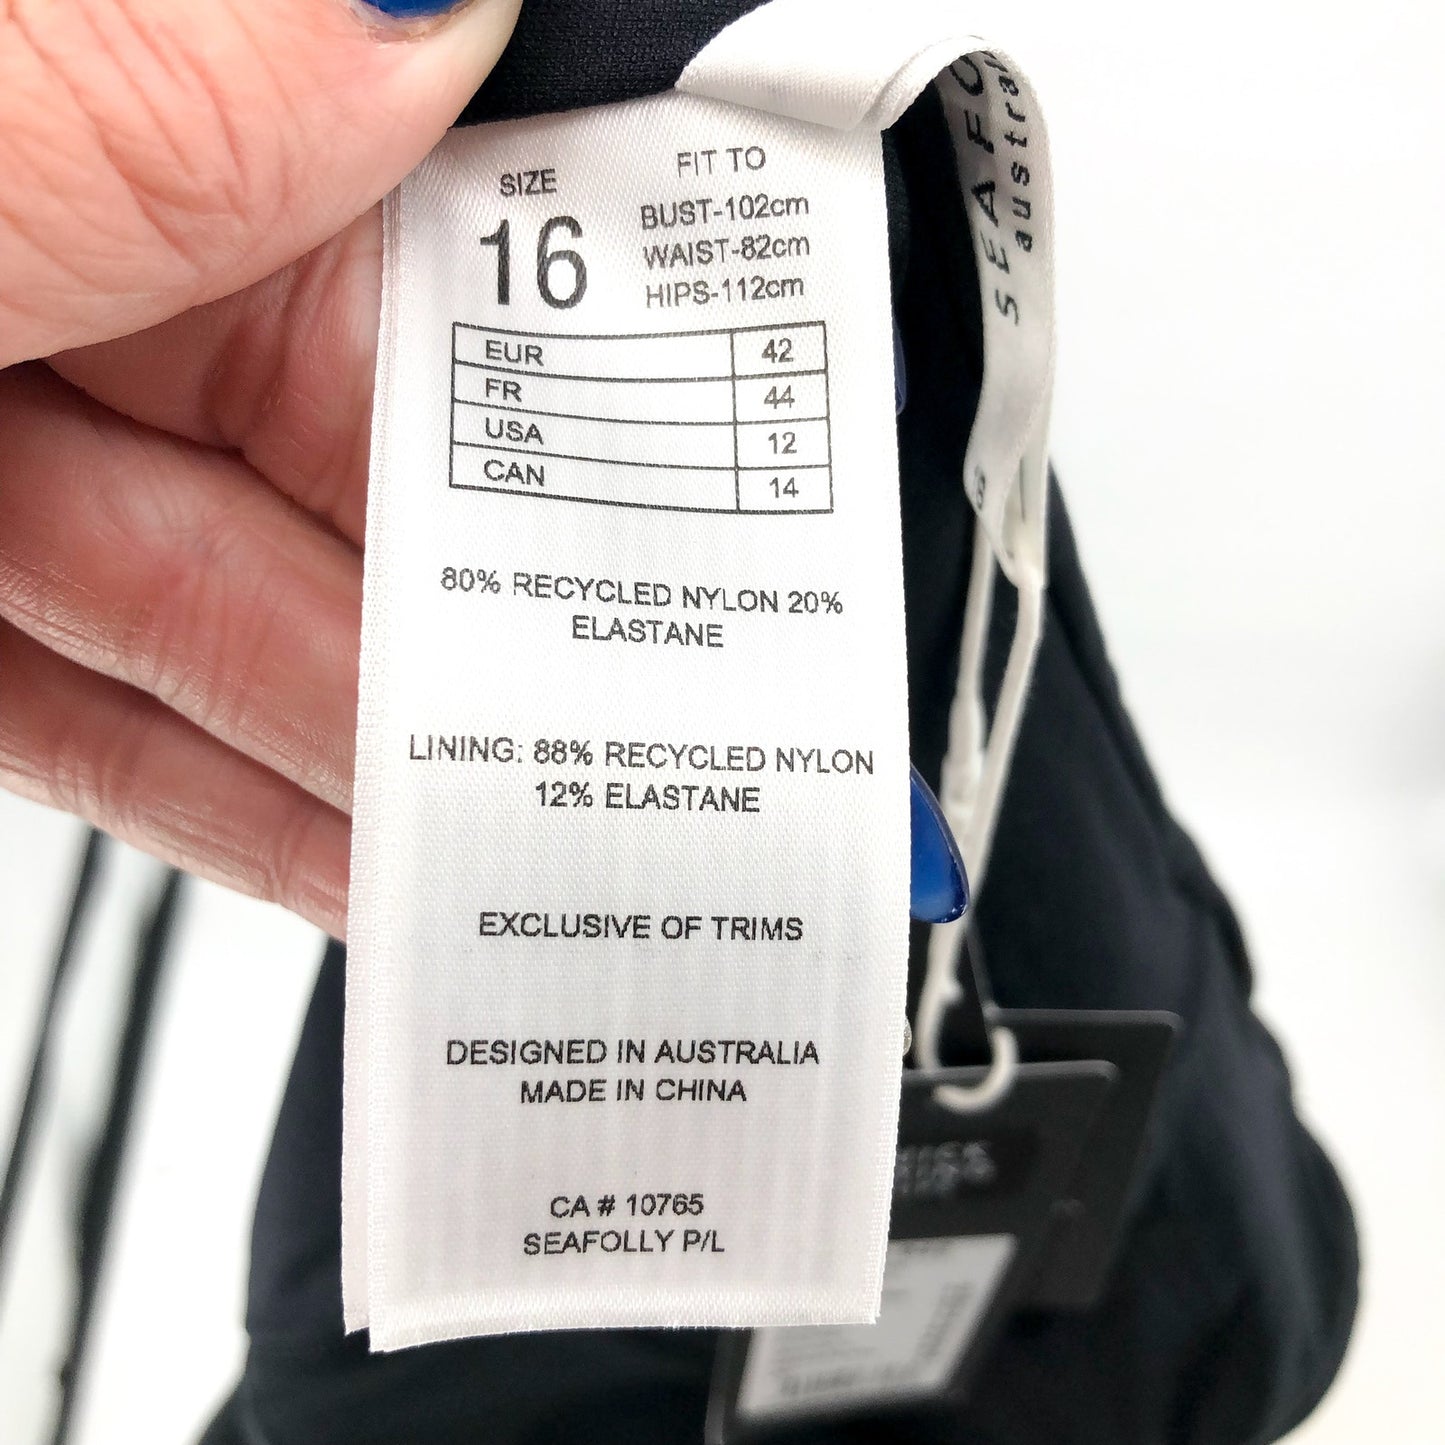 SIZE
16
FIT TO
BUST-102cm
WAIST-82cm
HIPS-112cm
EUR 42
FR 44
USA 12
CAN 14
80% RECYCLED NYLON 20%
ELASTANE
LINING: 88% RECYCLED NYLON
12% ELASTANE
EXCLUSIVE OF TRIMS
DESIGNED IN AUSTRALIA
MADE IN CHINA
CA # 10765
SEAFOLLY P/L